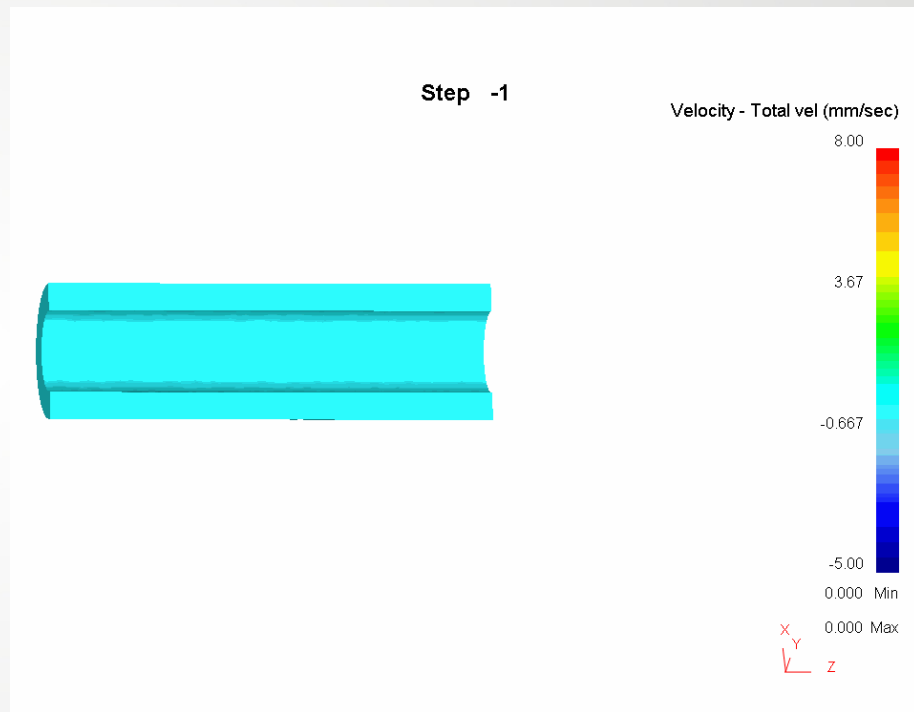 Step -1
Velocity - Total vel (mm/sec)
8.00
3.67
-0.667
-5.00
0.000 Min
0.000 Max
X
Y
Z